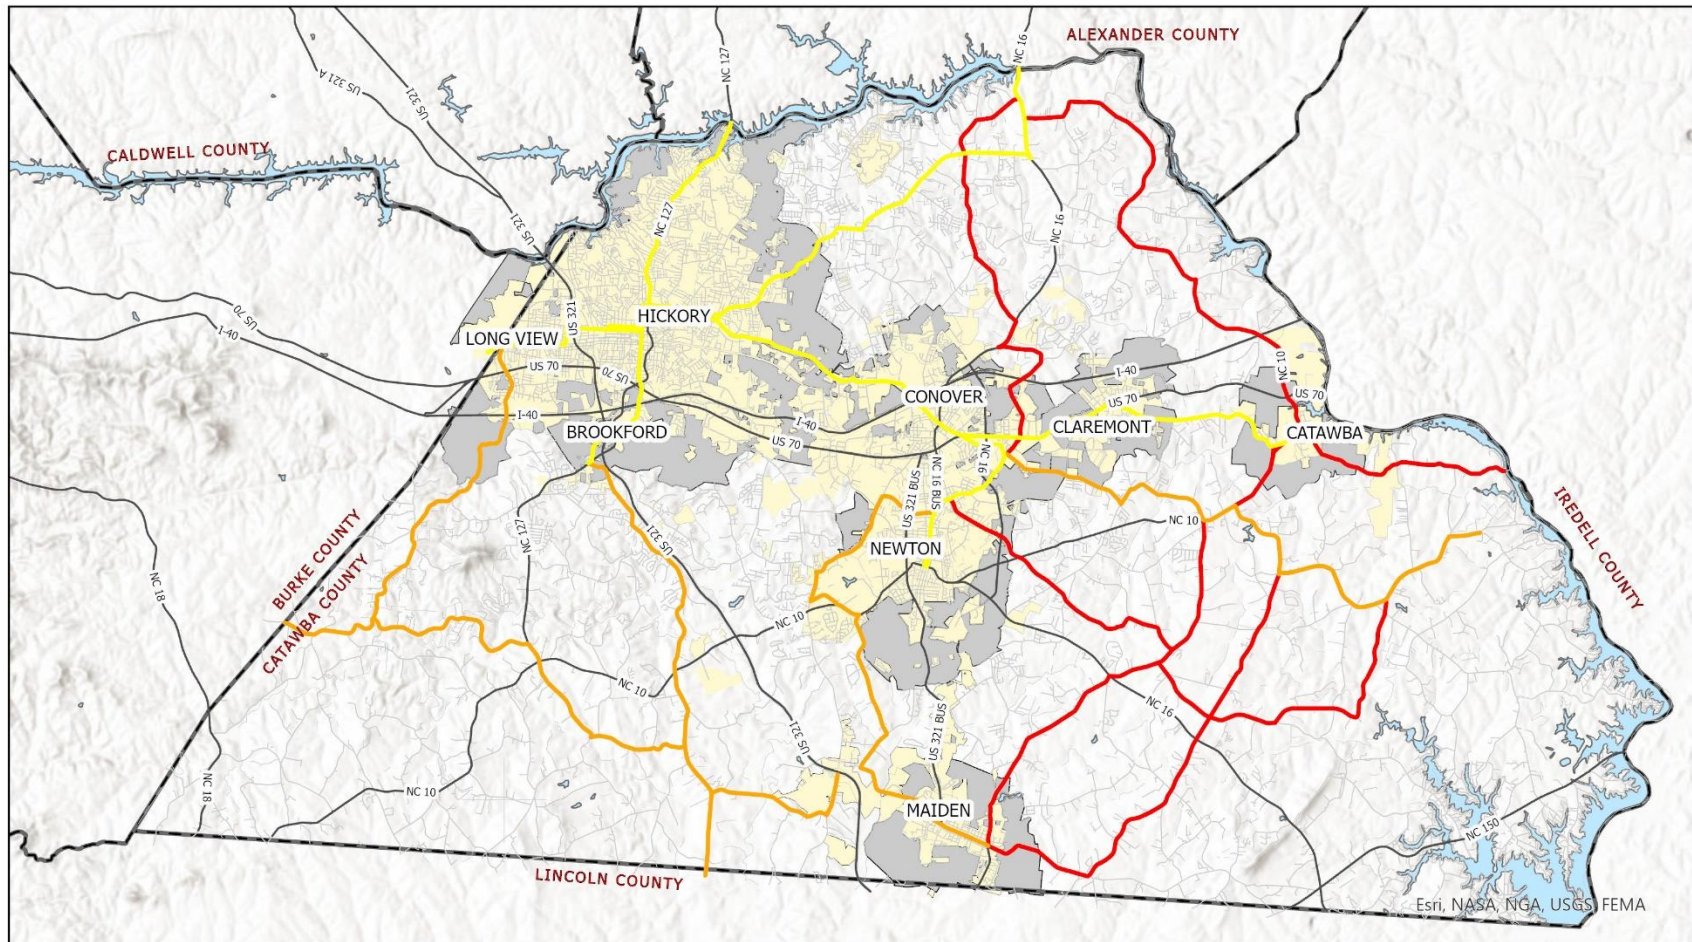 ALEXANDER COUNTY
NC 16
NC 127
US 321 A
US 321
CALDWELL COUNTY
NC 127
US 321
NC 16
US 70
I-40
HICKORY
LONG VIEW
US 321
US 70
US 70
I-40
BROOKFORD
I-40
US 70
CONOVER
I-40
US 70
NC 10
US 70
CLAREMONT
CATAWBA
NC 16
NC 16 BUS
US 321 BUS
NC 10
IREDELL COUNTY
BURKE COUNTY
CATAWBA COUNTY
NC 18
NC 127
US 321
NEWTON
NC 10
NC 10
NC 16
US 321
US 321 BUS
NC 18
NC 10
MAIDEN
NC 150
LINCOLN COUNTY
Esri, NASA, NGA, USGS, FEMA